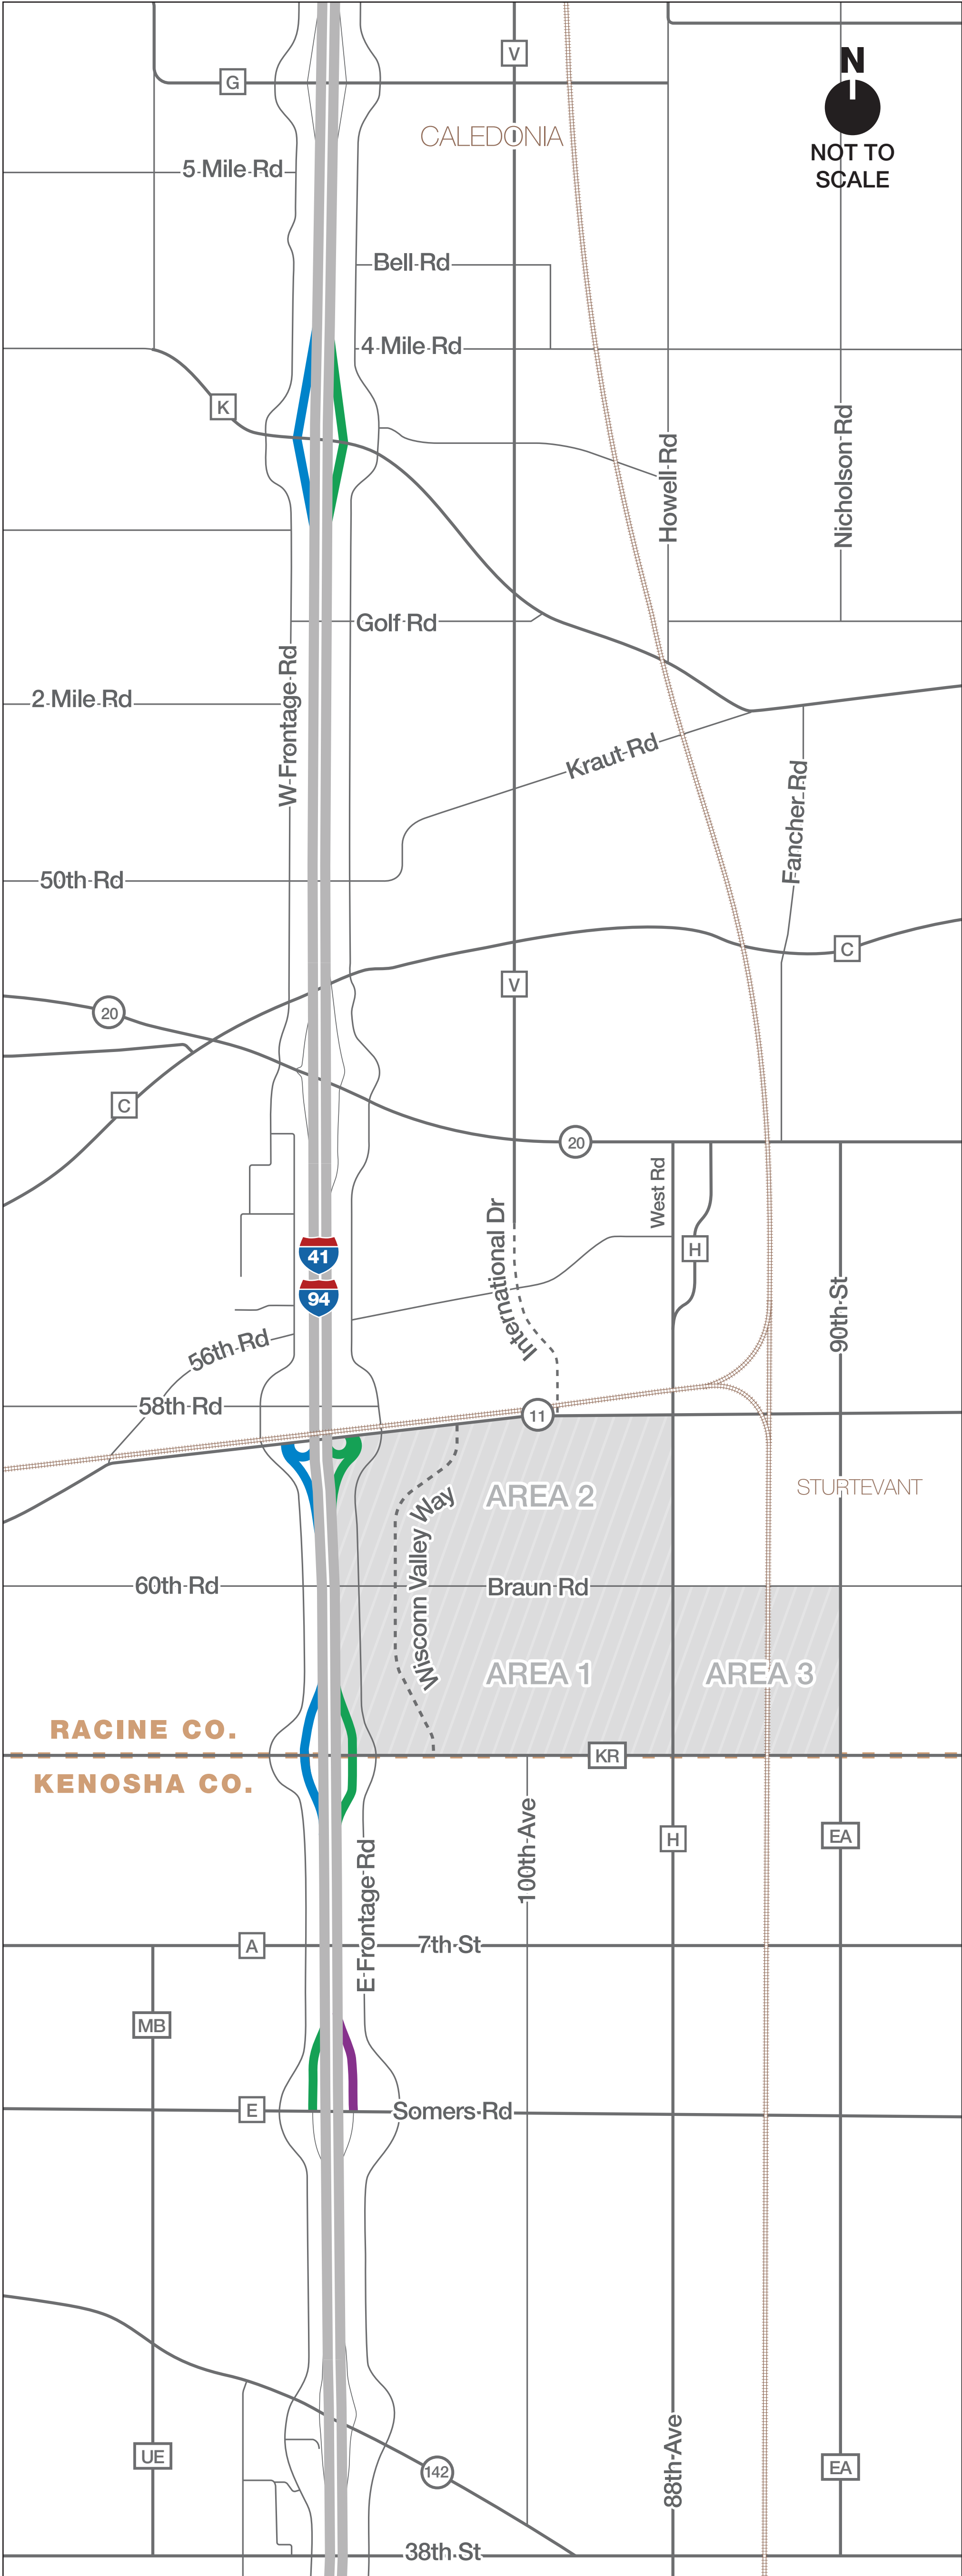 V
N
G
CALEDONIA
NOT TO
SCALE
5 Mile Rd
Bell Rd
4 Mile Rd
K
Howell Rd
Nicholson Rd
Golf Rd
W Frontage Rd
2 Mile Rd
Kraut Rd
Fancher Rd
50th Rd
C
V
20
C
20
West Rd
International Dr
H
41
94
90th St
56th Rd
58th Rd
11
STURTEVANT
AREA 2
Wisconn Valley Way
60th Rd
Braun Rd
AREA 1
AREA 3
RACINE CO.
KR
KENOSHA CO.
100th Ave
H
EA
E Frontage Rd
A
7th St
MB
E
Somers Rd
88th Ave
UE
142
EA
38th St